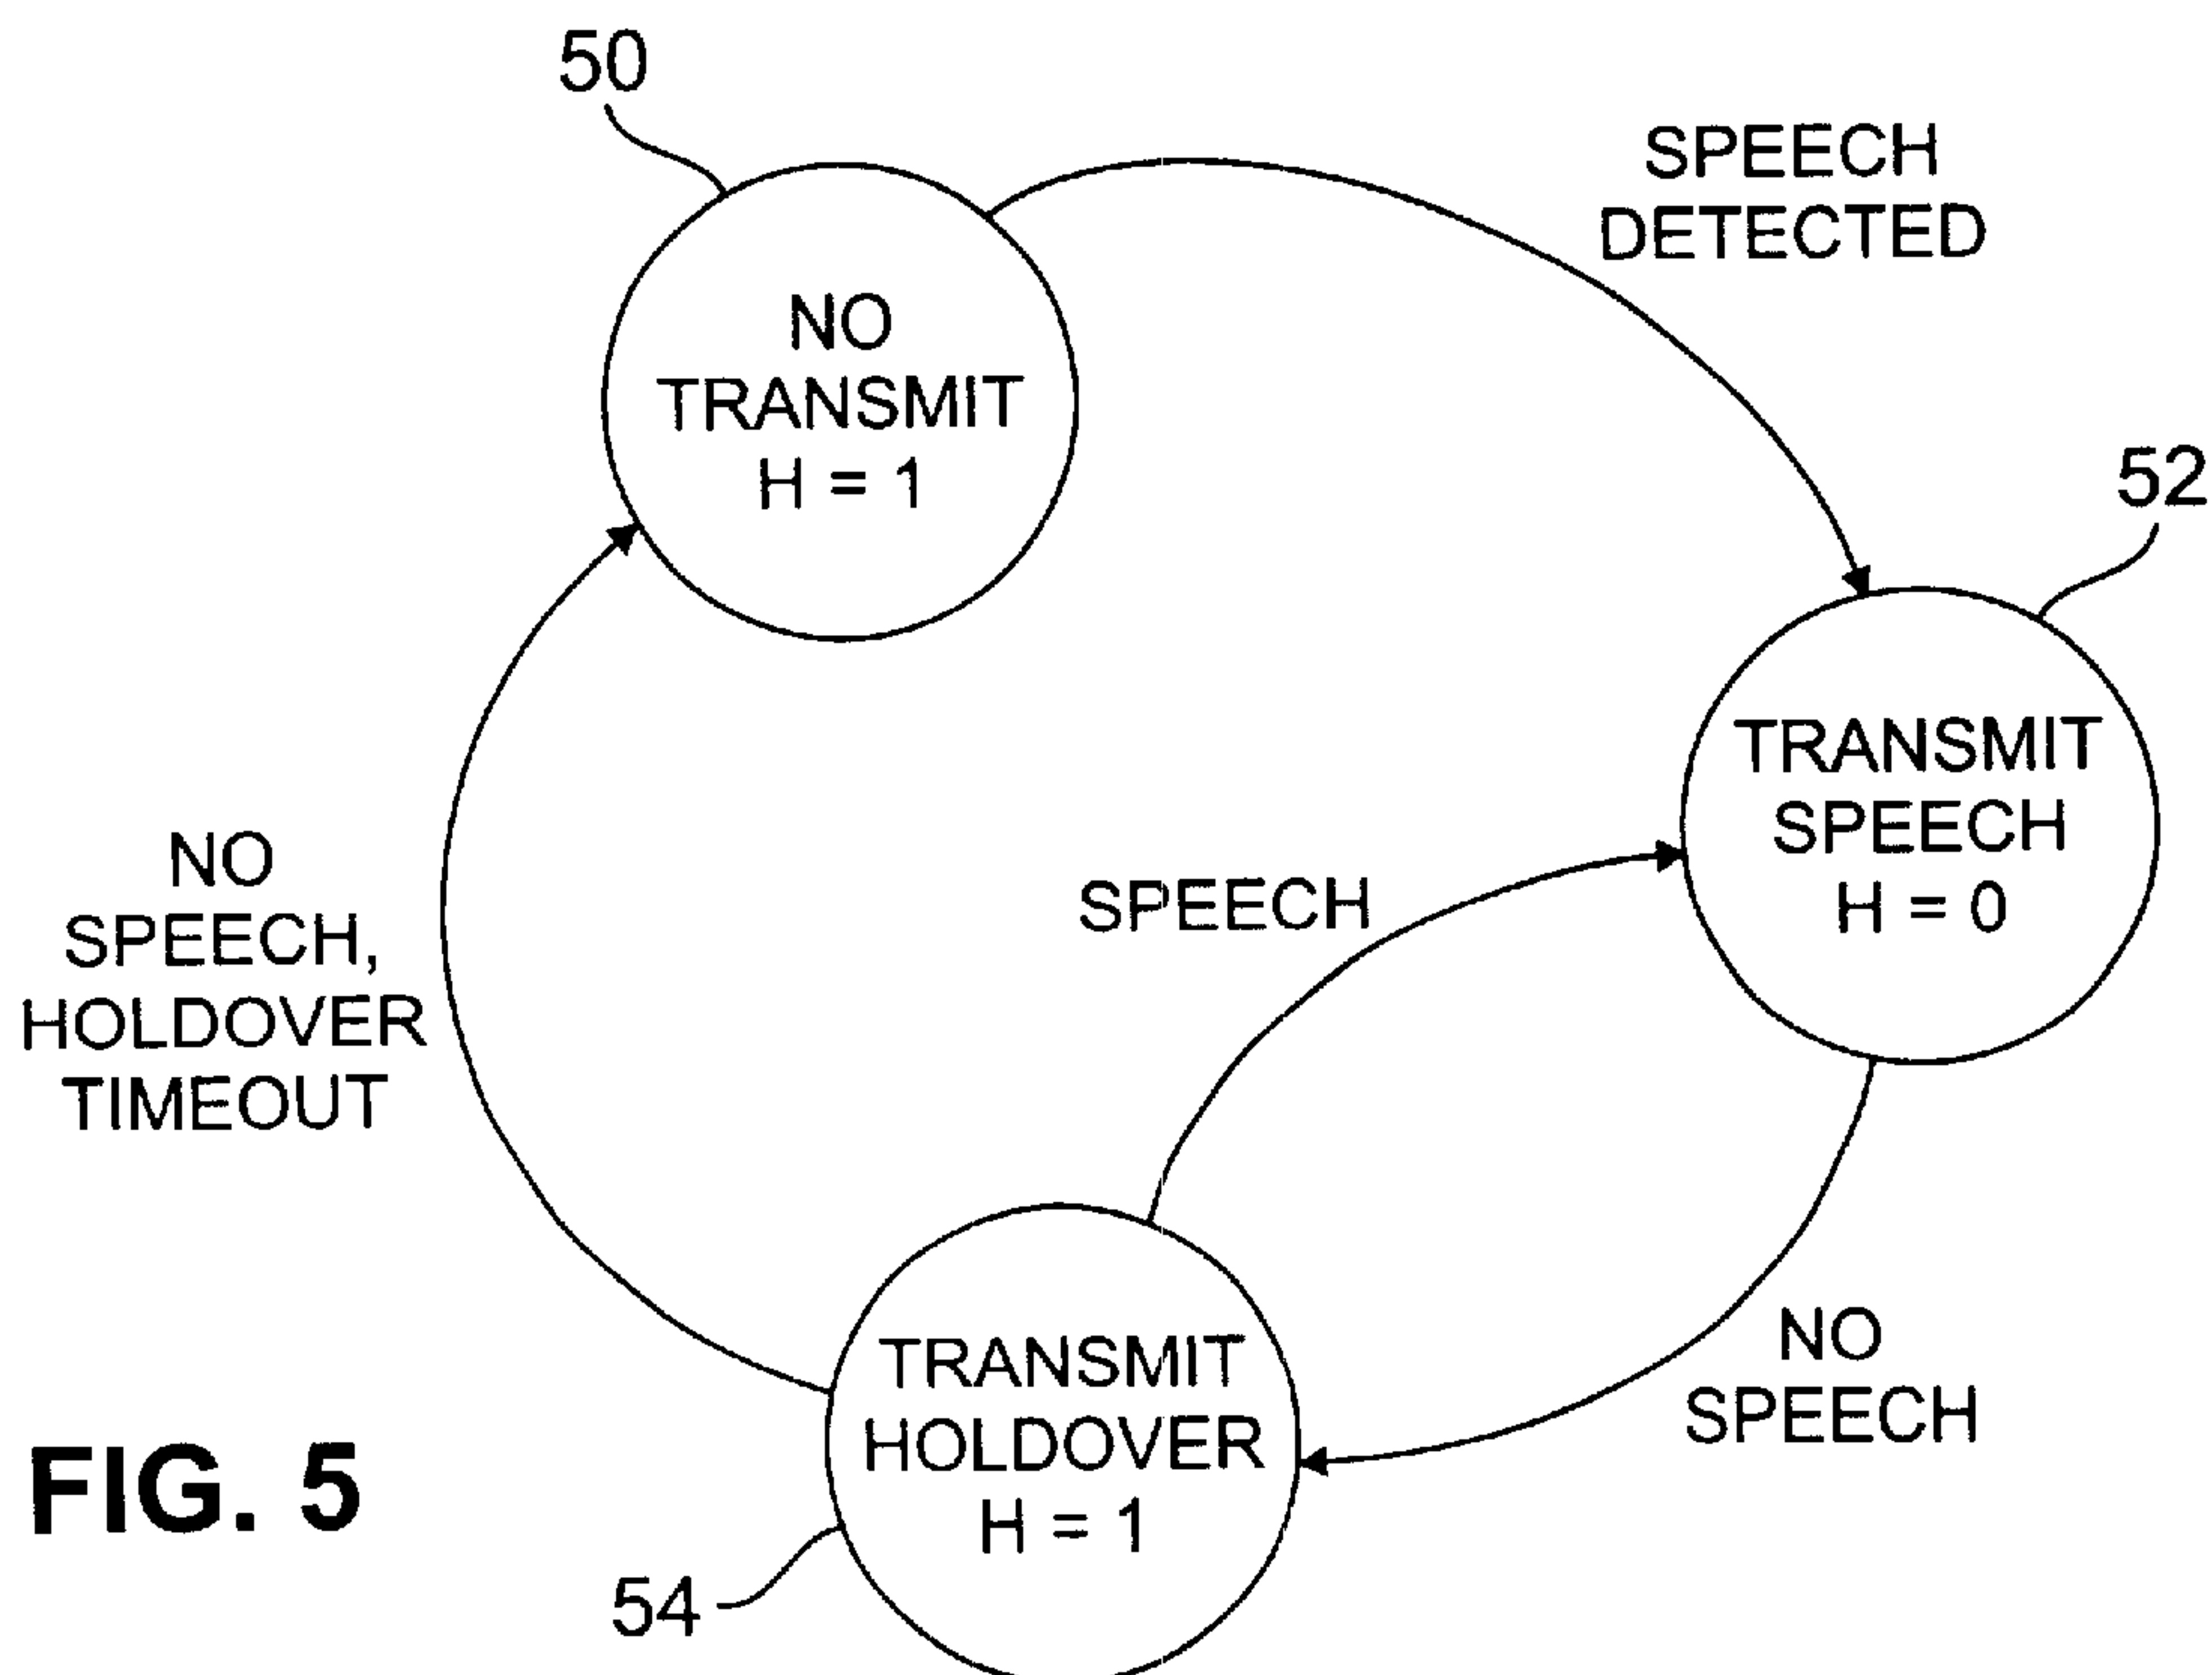 50
SPEECH
DETECTED
NO
TRANSMIT
H = 1
52
TRANSMIT
SPEECH
H = 0
NO
SPEECH,
HOLDOVER
TIMEOUT
SPEECH
NO
SPEECH
TRANSMIT
HOLDOVER
H = 1
FIG. 5
54